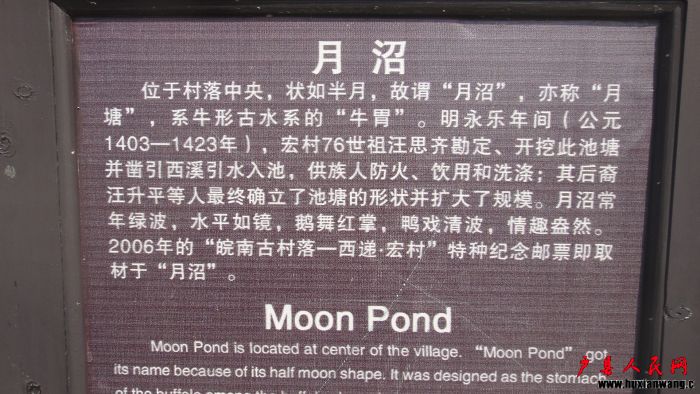 月沼
位于村落中央，状如半月，故谓“月沼”，亦称“月
塘”，系牛形古水系的“牛胃”。明永乐年间（公元
1403—1423年），宏村76世祖汪思齐勘定、开挖此池塘
并凿引西溪引水入池，供族人防火、饮用和洗涤；其后裔
汪升平等人最终确立了池塘的形状并扩大了规模。月沼常
年绿波，水平如镜，鹅舞红掌，鸭戏清波，情趣盎然。
2006年的“皖南古村落—西递·宏村”特种纪念邮票即取
材于“月沼”。
Moon Pond
Moon Pond is located at center of the village. “Moon Pond” got
its name because of its half moon shape. It was designed as the stomach
of the buffalo among the
户县人民网
www.huxianwang.c